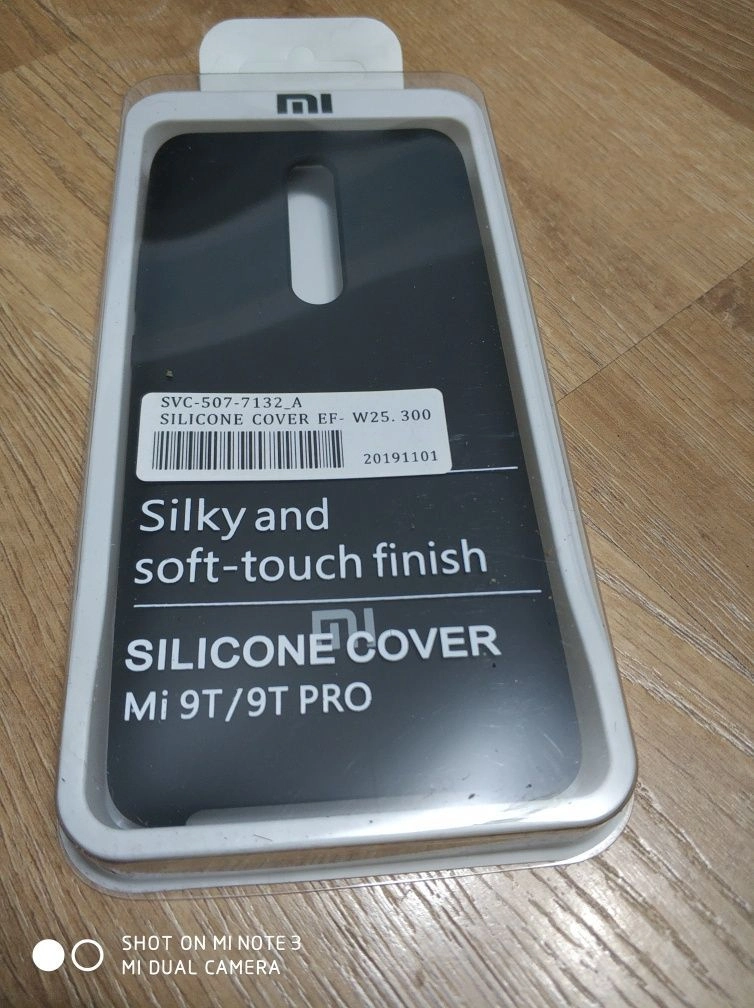 MI
SVC-507-7132_A
SILICONE COVER EF- W25. 300
20191101
Silky and
soft-touch finish
MI
SILICONE COVER
Mi 9T/9T PRO
SHOT ON MI NOTE 3
MI DUAL CAMERA